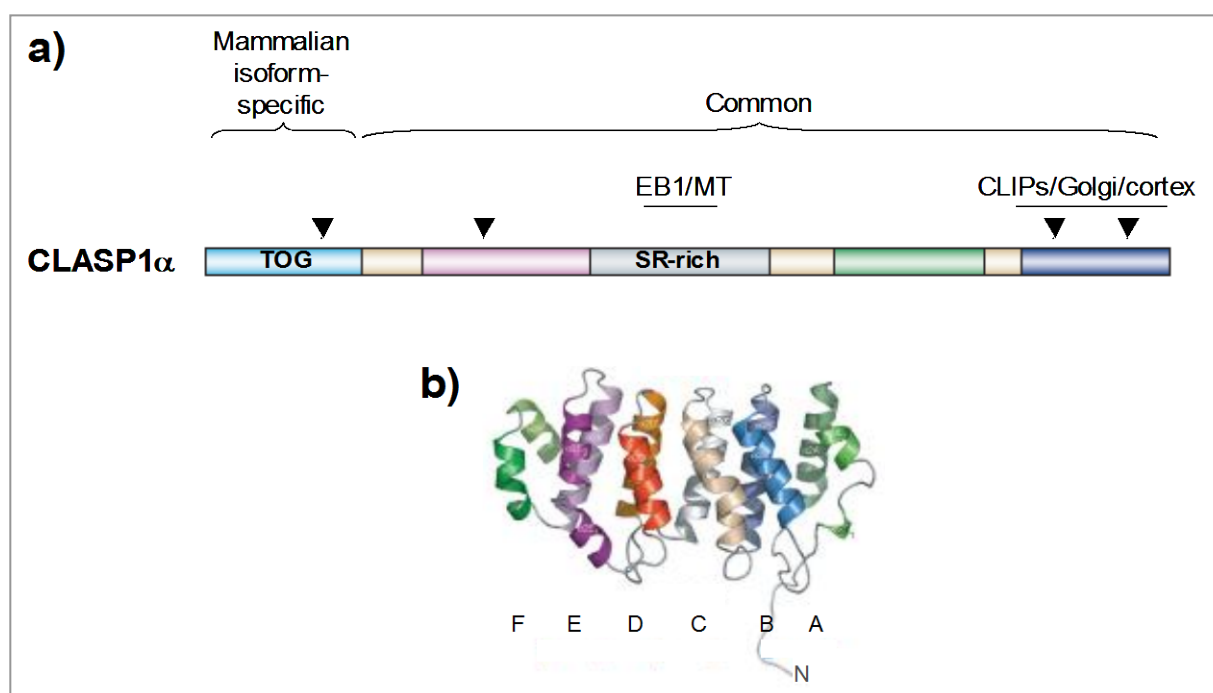 a)
Mammalian
isoform-
specific
Common
EB1/MT
CLIPs/Golgi/cortex
CLASP1α
TOG
SR-rich
b)
F E D C B A
N